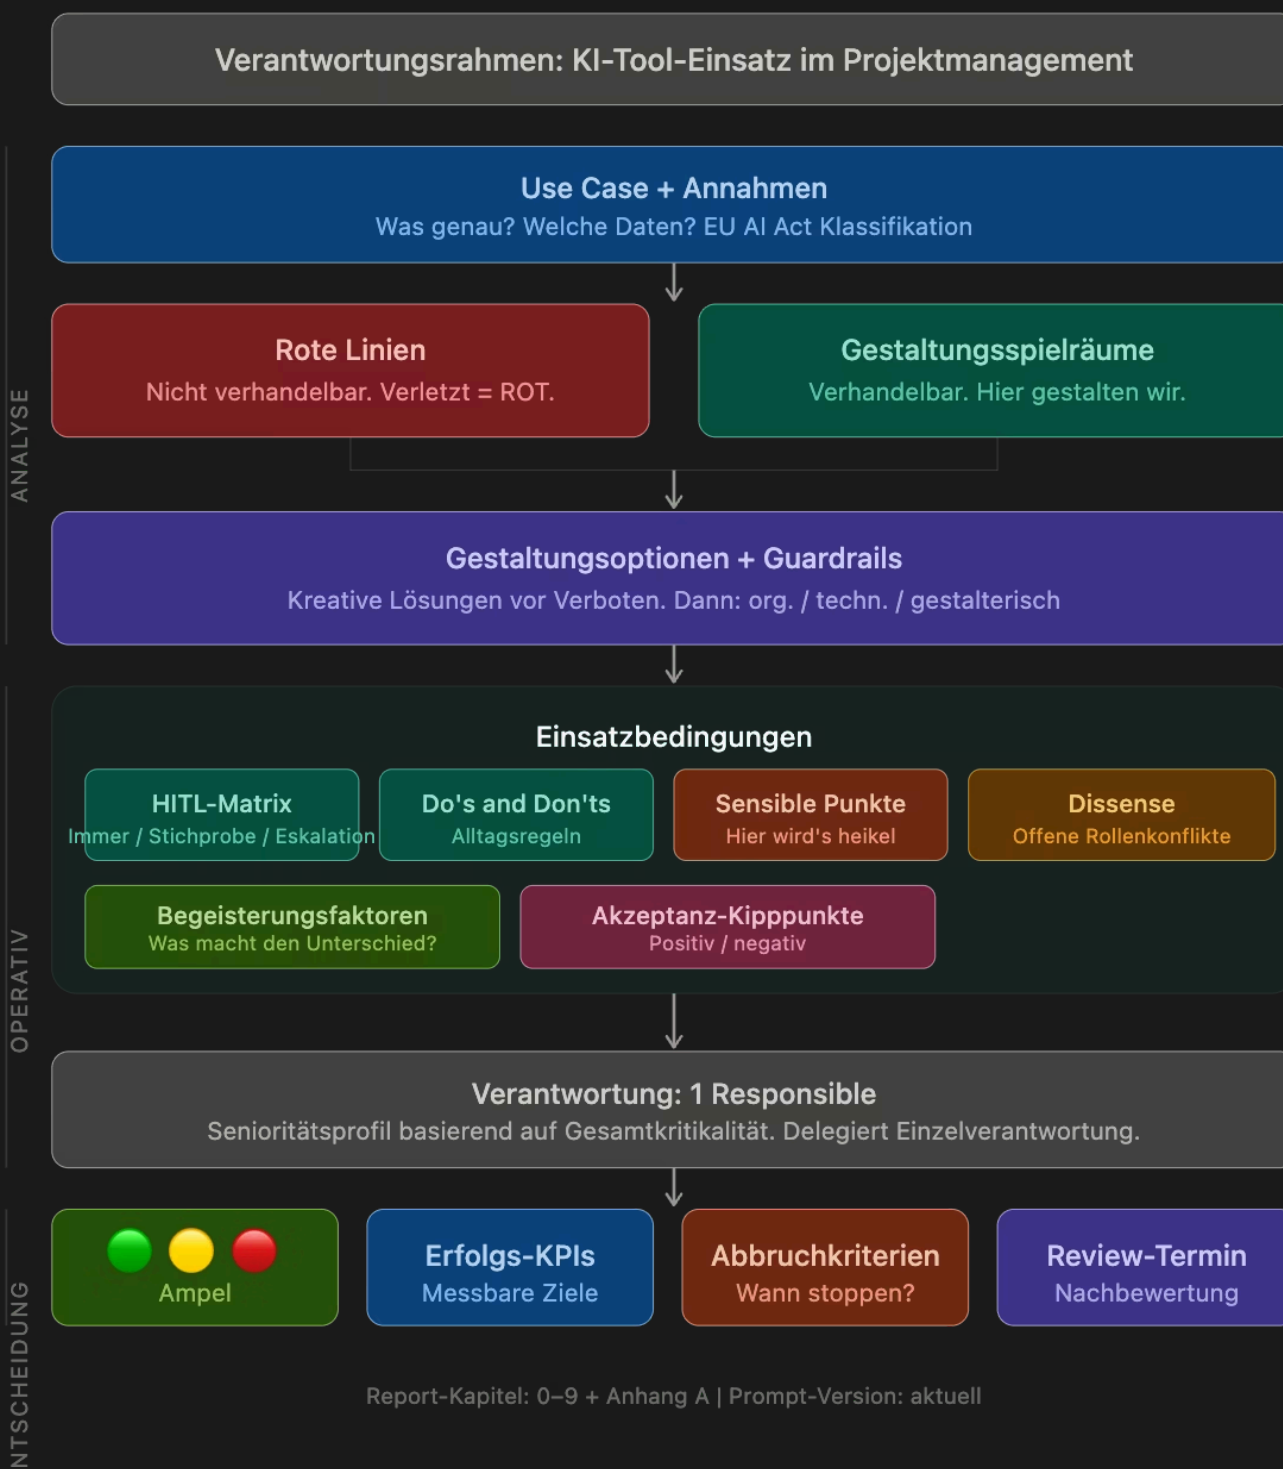 Verantwortungsrahmen: KI-Tool-Einsatz im Projektmanagement
ANALYSE
Use Case + Annahmen
Was genau? Welche Daten? EU AI Act Klassifikation
Rote Linien
Nicht verhandelbar. Verletzt = ROT.
Gestaltungsspielräume
Verhandelbar. Hier gestalten wir.
Gestaltungsoptionen + Guardrails
Kreative Lösungen vor Verboten. Dann: org. / techn. / gestalterisch
OPERATIV
Einsatzbedingungen
HITL-Matrix
Immer / Stichprobe / Eskalation
Do's and Don'ts
Alltagsregeln
Sensible Punkte
Hier wird's heikel
Dissense
Offene Rollenkonflikte
Begeisterungsfaktoren
Was macht den Unterschied?
Akzeptanz-Kipppunkte
Positiv / negativ
Verantwortung: 1 Responsible
Senioritätsprofil basierend auf Gesamtkritikalität. Delegiert Einzelverantwortung.
NTSCHEIDUNG
Ampel
Erfolgs-KPIs
Messbare Ziele
Abbruchkriterien
Wann stoppen?
Review-Termin
Nachbewertung
Report-Kapitel: 0–9 + Anhang A | Prompt-Version: aktuell